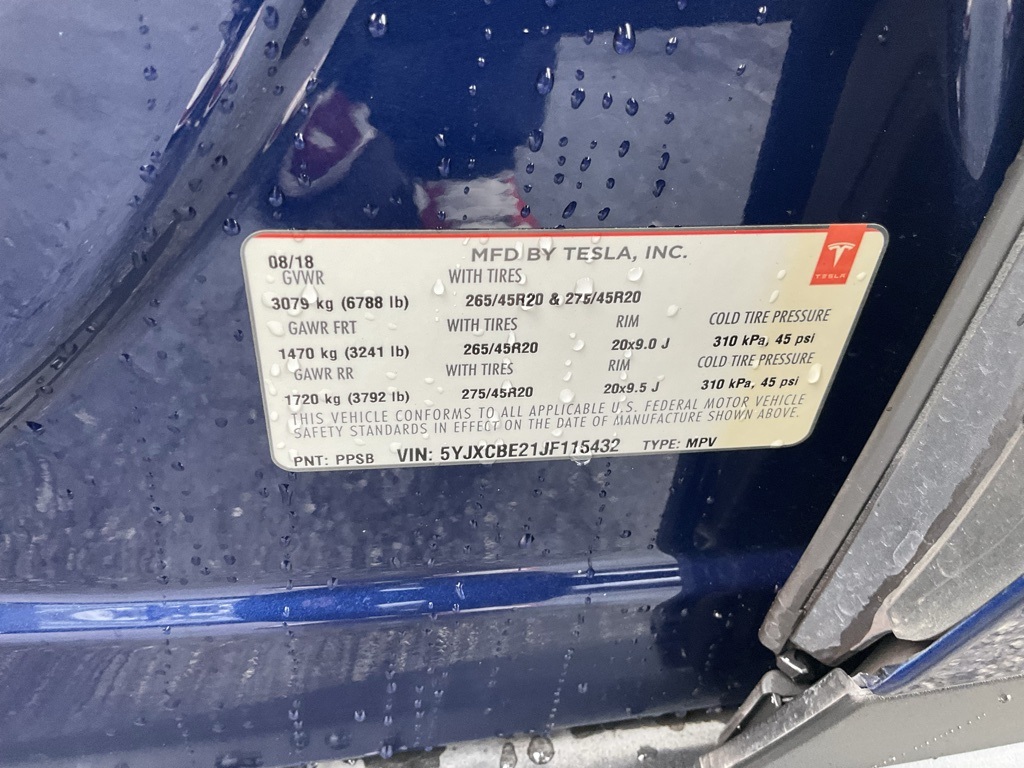 MFD BY TESLA, INC.
TESLA
08/18
GVWR WITH TIRES
3079 kg (6788 lb) 265/45R20 & 275/45R20
GAWR FRT WITH TIRES RIM COLD TIRE PRESSURE
1470 kg (3241 lb) 265/45R20 20x9.0 J 310 kPa, 45 psi
GAWR RR WITH TIRES RIM COLD TIRE PRESSURE
1720 kg (3792 lb) 275/45R20 20x9.5 J 310 kPa, 45 psi
THIS VEHICLE CONFORMS TO ALL APPLICABLE U.S. FEDERAL MOTOR VEHICLE
SAFETY STANDARDS IN EFFECT ON THE DATE OF MANUFACTURE SHOWN ABOVE.
PNT: PPSB VIN: 5YJXCBE21JF115432 TYPE: MPV